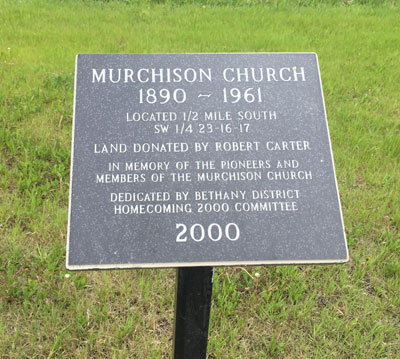 MURCHISON CHURCH
1890 ~ 1961
LOCATED 1/2 MILE SOUTH
SW 1/4 23-16-17
LAND DONATED BY ROBERT CARTER
IN MEMORY OF THE PIONEERS AND
MEMBERS OF THE MURCHISON CHURCH
DEDICATED BY BETHANY DISTRICT
HOMECOMING 2000 COMMITTEE
2000